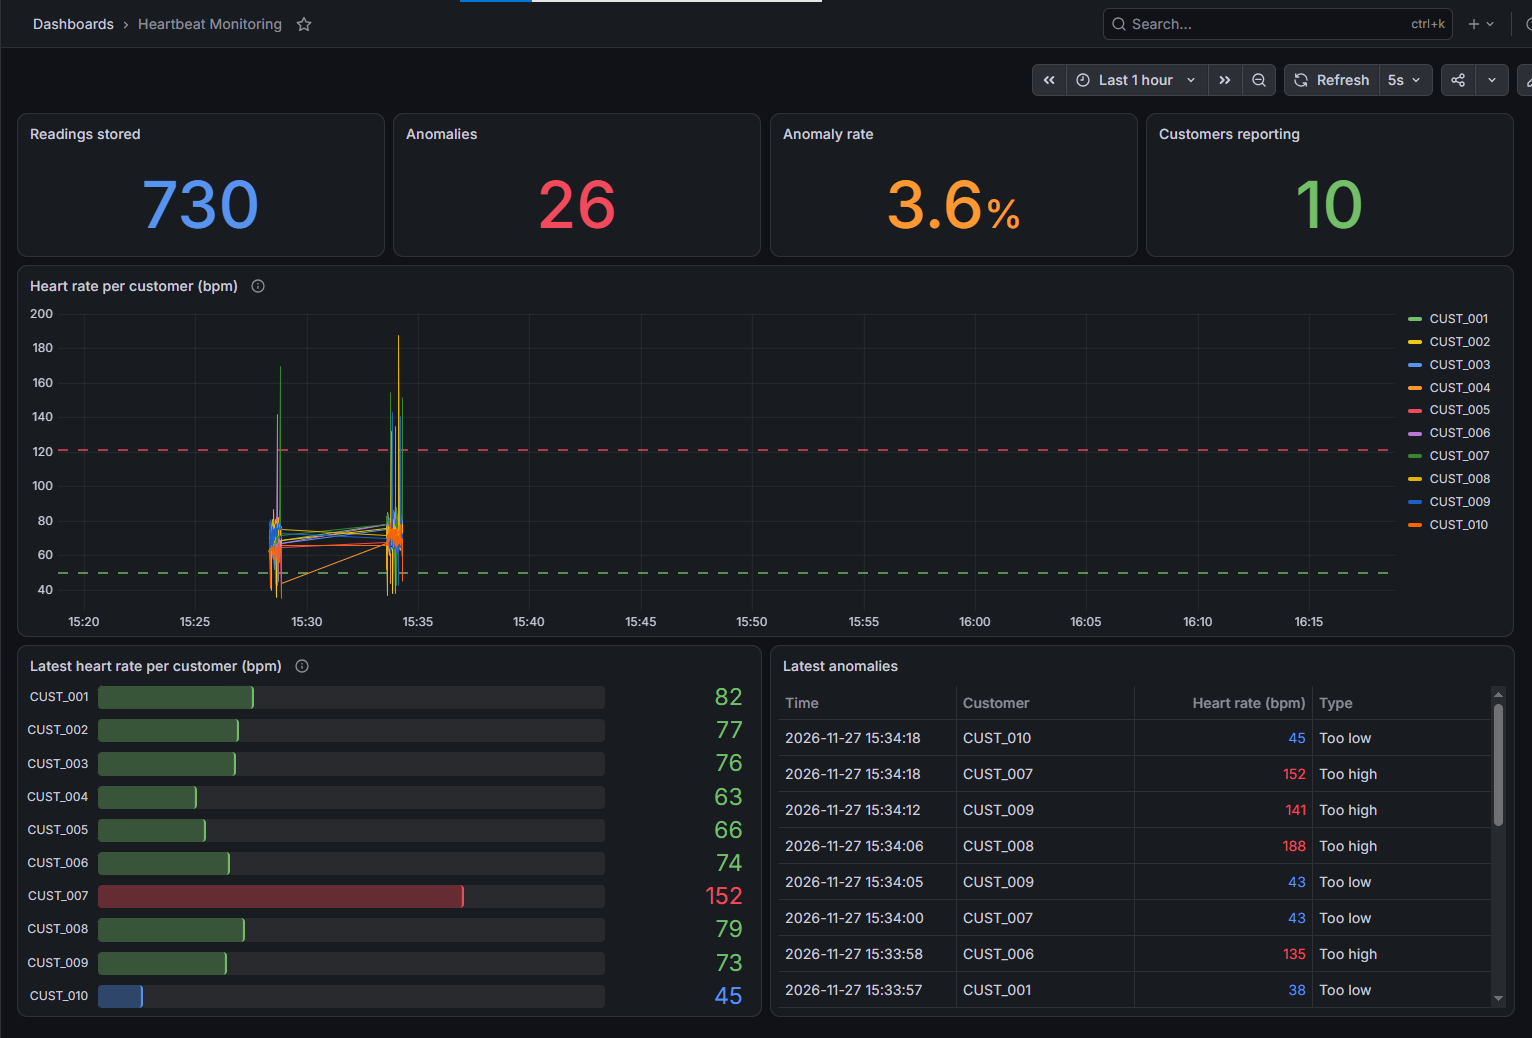 Dashboards › Heartbeat Monitoring
Search... ctrl+k
Last 1 hour
Refresh 5s
Readings stored
730
Anomalies
26
Anomaly rate
3.6%
Customers reporting
10
Heart rate per customer (bpm)
200
180
160
140
120
100
80
60
40
15:20 15:25 15:30 15:35 15:40 15:45 15:50 15:55 16:00 16:05 16:10 16:15
CUST_001
CUST_002
CUST_003
CUST_004
CUST_005
CUST_006
CUST_007
CUST_008
CUST_009
CUST_010
Latest heart rate per customer (bpm)
CUST_001 82
CUST_002 77
CUST_003 76
CUST_004 63
CUST_005 66
CUST_006 74
CUST_007 152
CUST_008 79
CUST_009 73
CUST_010 45
Latest anomalies
Time Customer Heart rate (bpm) Type
2026-11-27 15:34:18 CUST_010 45 Too low
2026-11-27 15:34:18 CUST_007 152 Too high
2026-11-27 15:34:12 CUST_009 141 Too high
2026-11-27 15:34:06 CUST_008 188 Too high
2026-11-27 15:34:05 CUST_009 43 Too low
2026-11-27 15:34:00 CUST_007 43 Too low
2026-11-27 15:33:58 CUST_006 135 Too high
2026-11-27 15:33:57 CUST_001 38 Too low